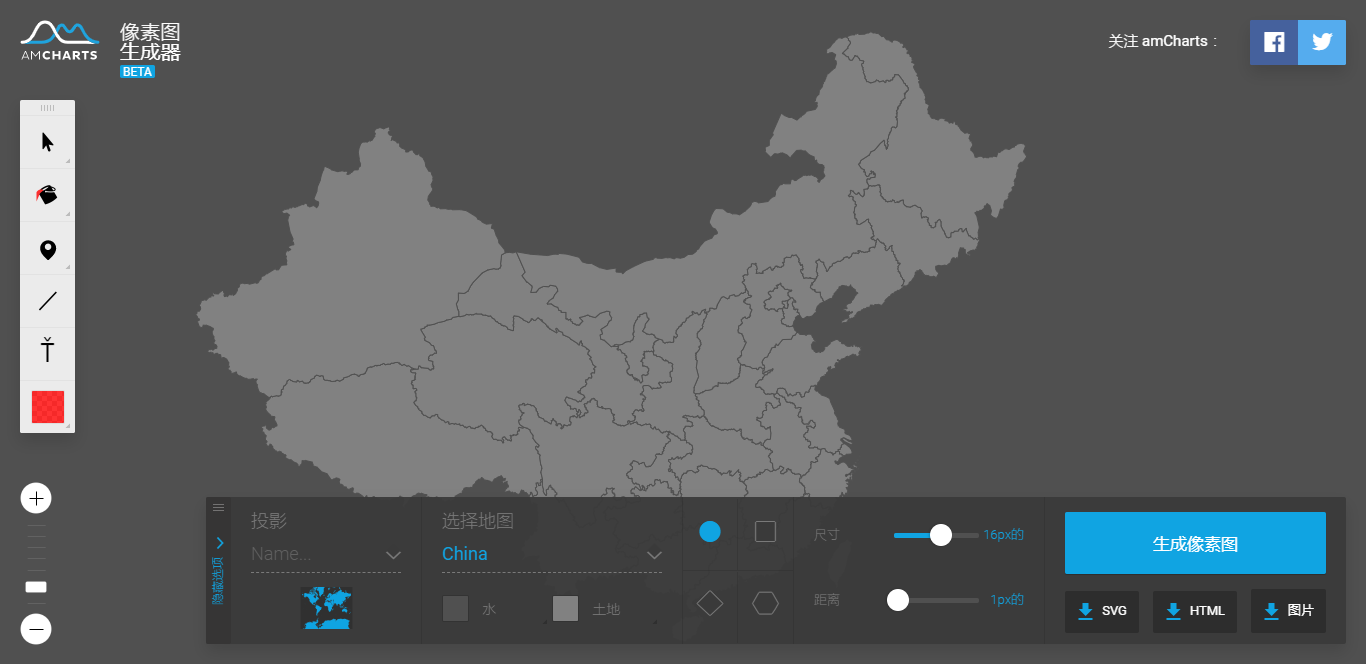 像素图
生成器
AMCHARTS
BETA
关注 amCharts :
Ť
隐藏选项
投影
Name...
选择地图
China
水
土地
尺寸
16px的
距离
1px的
生成像素图
SVG
HTML
图片